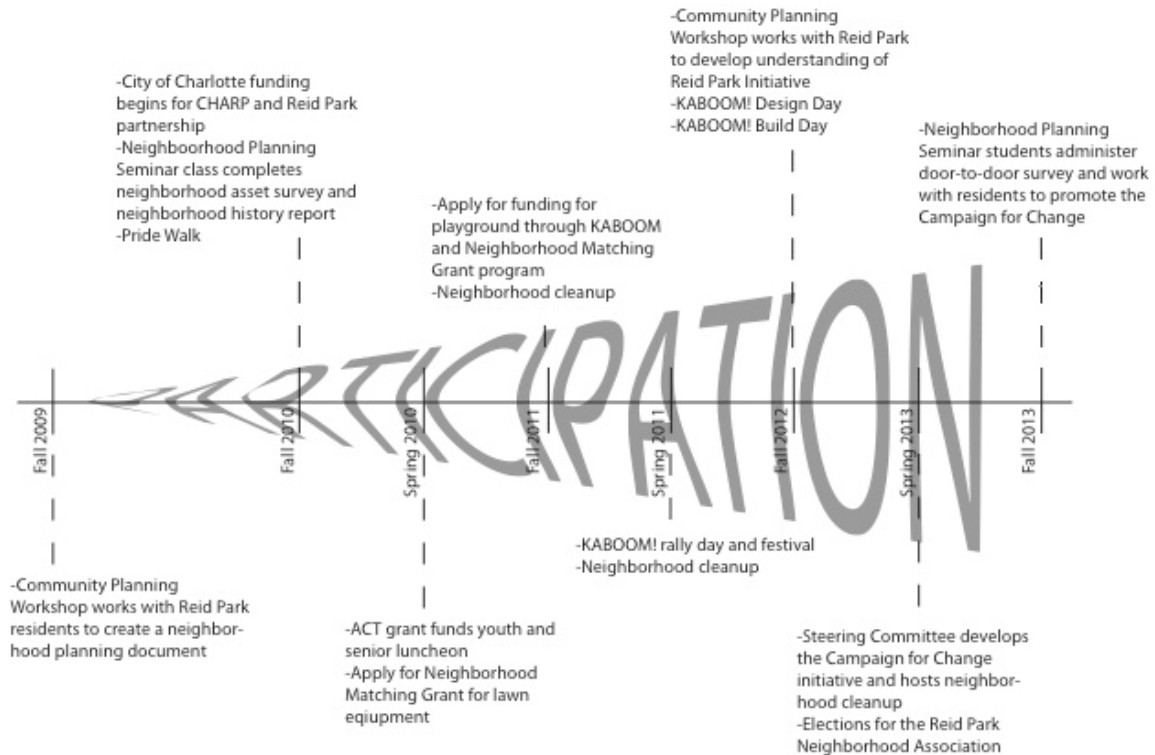 -Community Planning
Workshop works with Reid Park
to develop understanding of
Reid Park Initiative
-KABOOM! Design Day
-KABOOM! Build Day
-City of Charlotte funding
begins for CHARP and Reid Park
partnership
-Neighboorhood Planning
Seminar class completes
neighborhood asset survey and
neighborhood history report
-Pride Walk
-Neighborhood Planning
Seminar students administer
door-to-door survey and work
with residents to promote the
Campaign for Change
-Apply for funding for
playground through KABOOM
and Neighborhood Matching
Grant program
-Neighborhood cleanup
PARTICIPATION
Fall 2009
Fall 2010
Spring 2010
Fall 2011
Spring 2011
Fall 2012
Spring 2013
Fall 2013
-KABOOM! rally day and festival
-Neighborhood cleanup
-Community Planning
Workshop works with Reid Park
residents to create a neighbor-
hood planning document
-ACT grant funds youth and
senior luncheon
-Apply for Neighborhood
Matching Grant for lawn
eqiupment
-Steering Committee develops
the Campaign for Change
initiative and hosts neighbor-
hood cleanup
-Elections for the Reid Park
Neighborhood Association